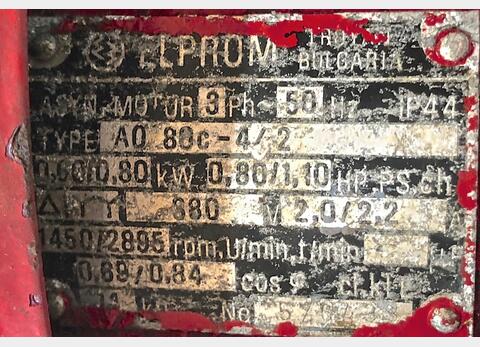 ELPROM TROYAN
BULGARIA
ASYN. MOTOR 3 Ph 50 Hz IP44
TYPE AO 80c-4/2
0,60/0,80 kW 0,80/1,10 HP, PS, ch
Δ/YY 380 2,0/2,2 A
1450/2895 rpm, U/min, t/min
0,69/0,84 cos φ cl.
No